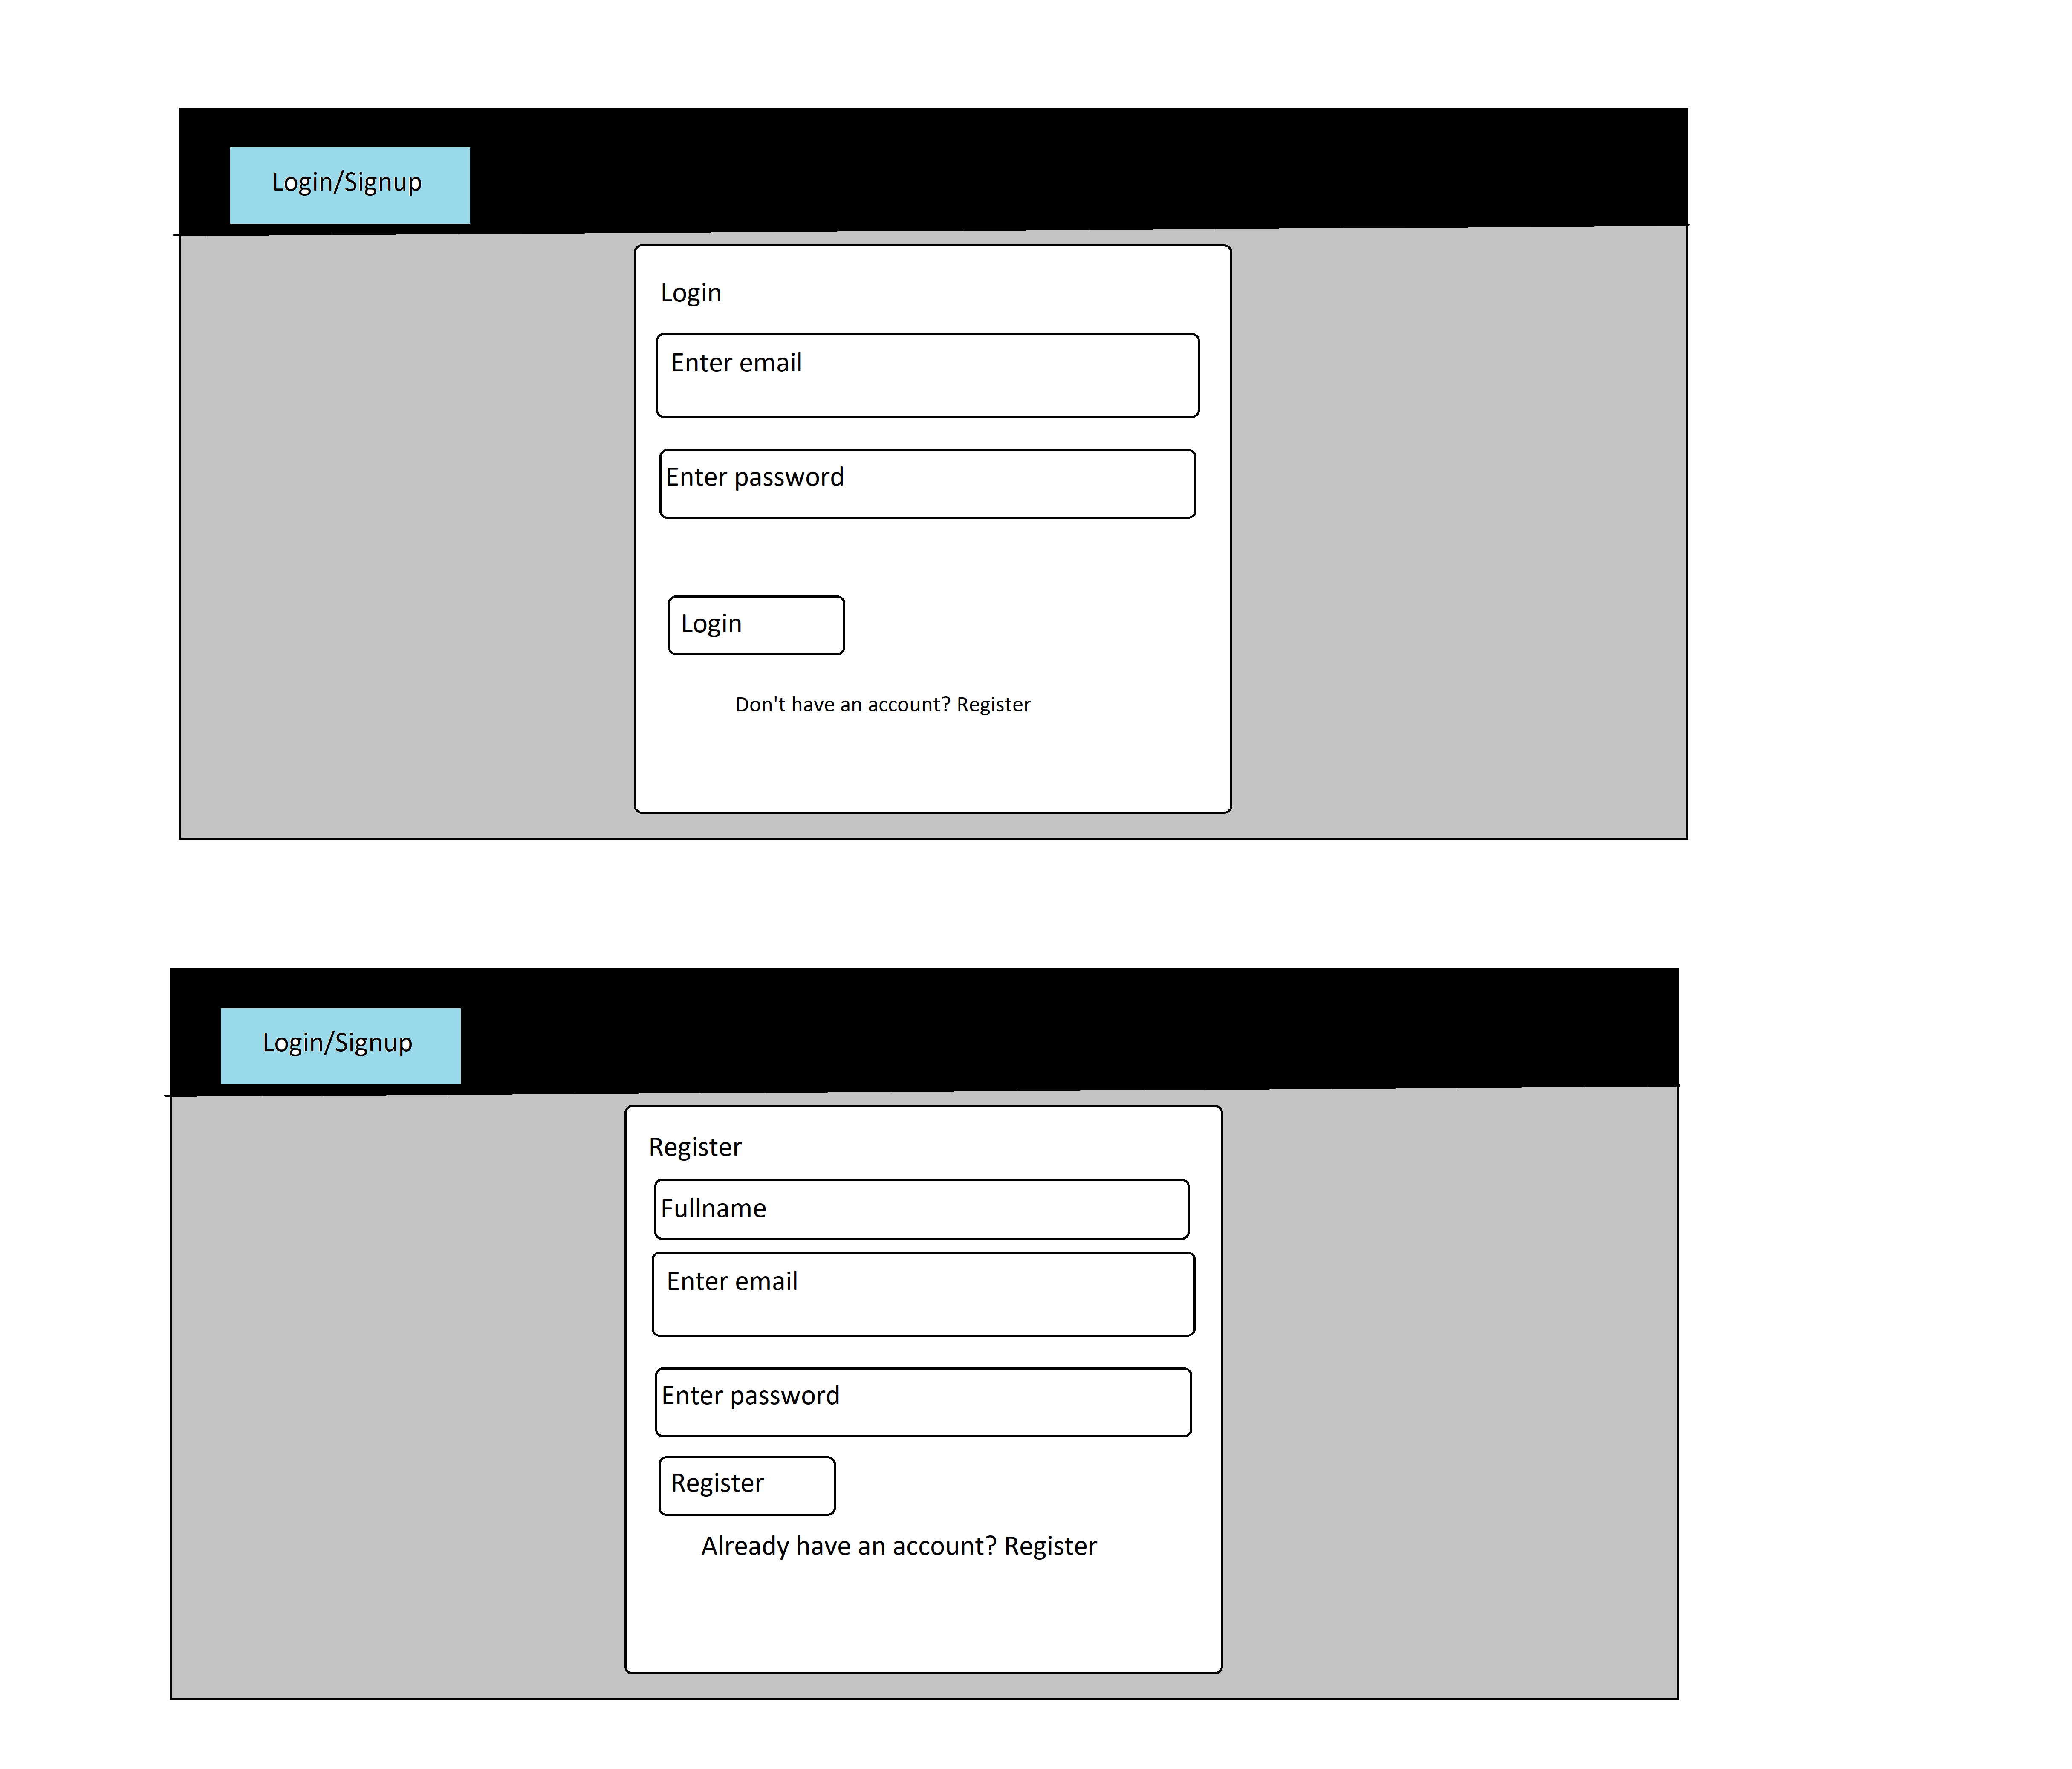 Login/Signup
Login
Enter email
Enter password
Login
Don't have an account? Register
Login/Signup
Register
Fullname
Enter email
Enter password
Register
Already have an account? Register